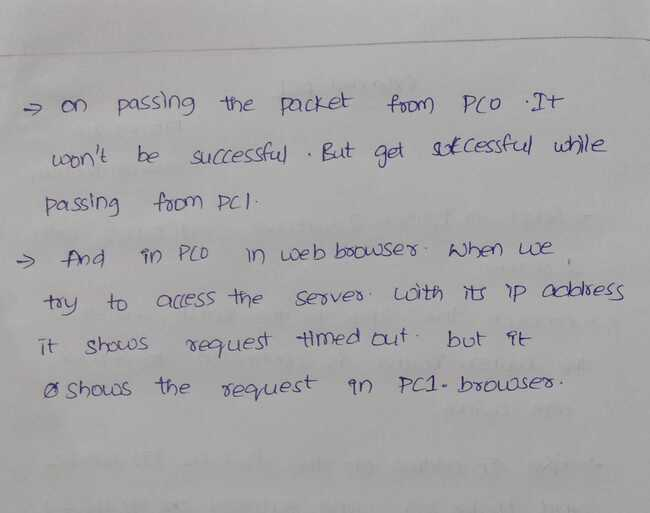 → on passing the packet from PC0 . It
won't be successful . But get successful while
passing from PC1.
→ And in PC0 in web browser. When we
try to access the server. with its ip address
it shows request timed out. but it
shows the request in PC1- browser.